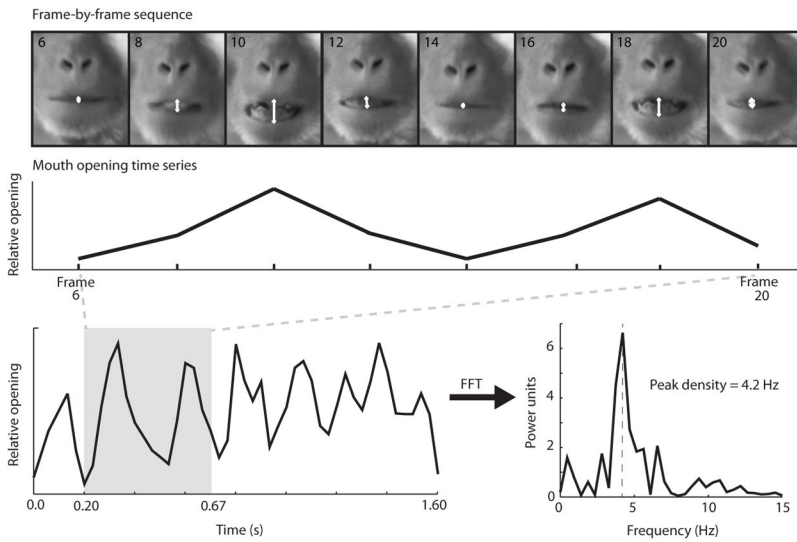 Frame-by-frame sequence
6 8 10 12 14 16 18 20
Mouth opening time series
Relative opening
Frame 6
Frame 20
Relative opening
0.0 0.20 0.67 1.60
Time (s)
FFT
Power units
6
4
2
0
Peak density = 4.2 Hz
0 5 10 15
Frequency (Hz)